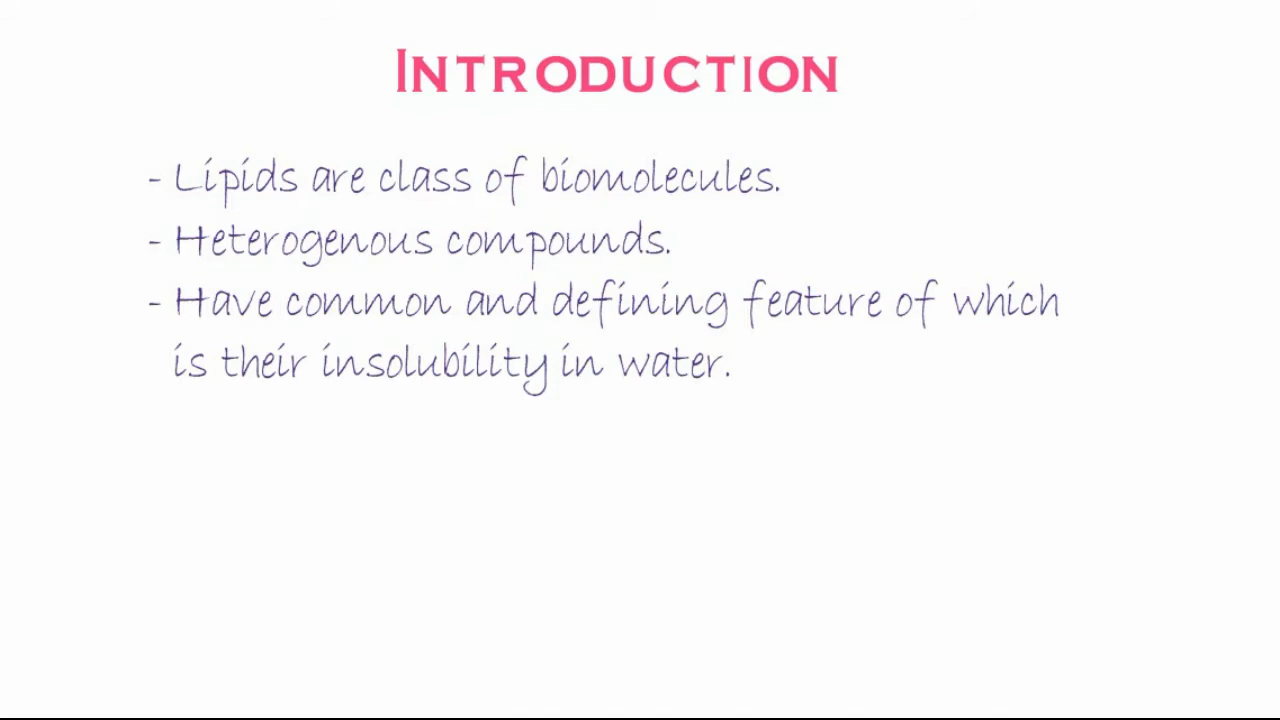 INTRODUCTION
- Lipids are class of biomolecules.
- Heterogenous compounds.
- Have common and defining feature of which
is their insolubility in water.